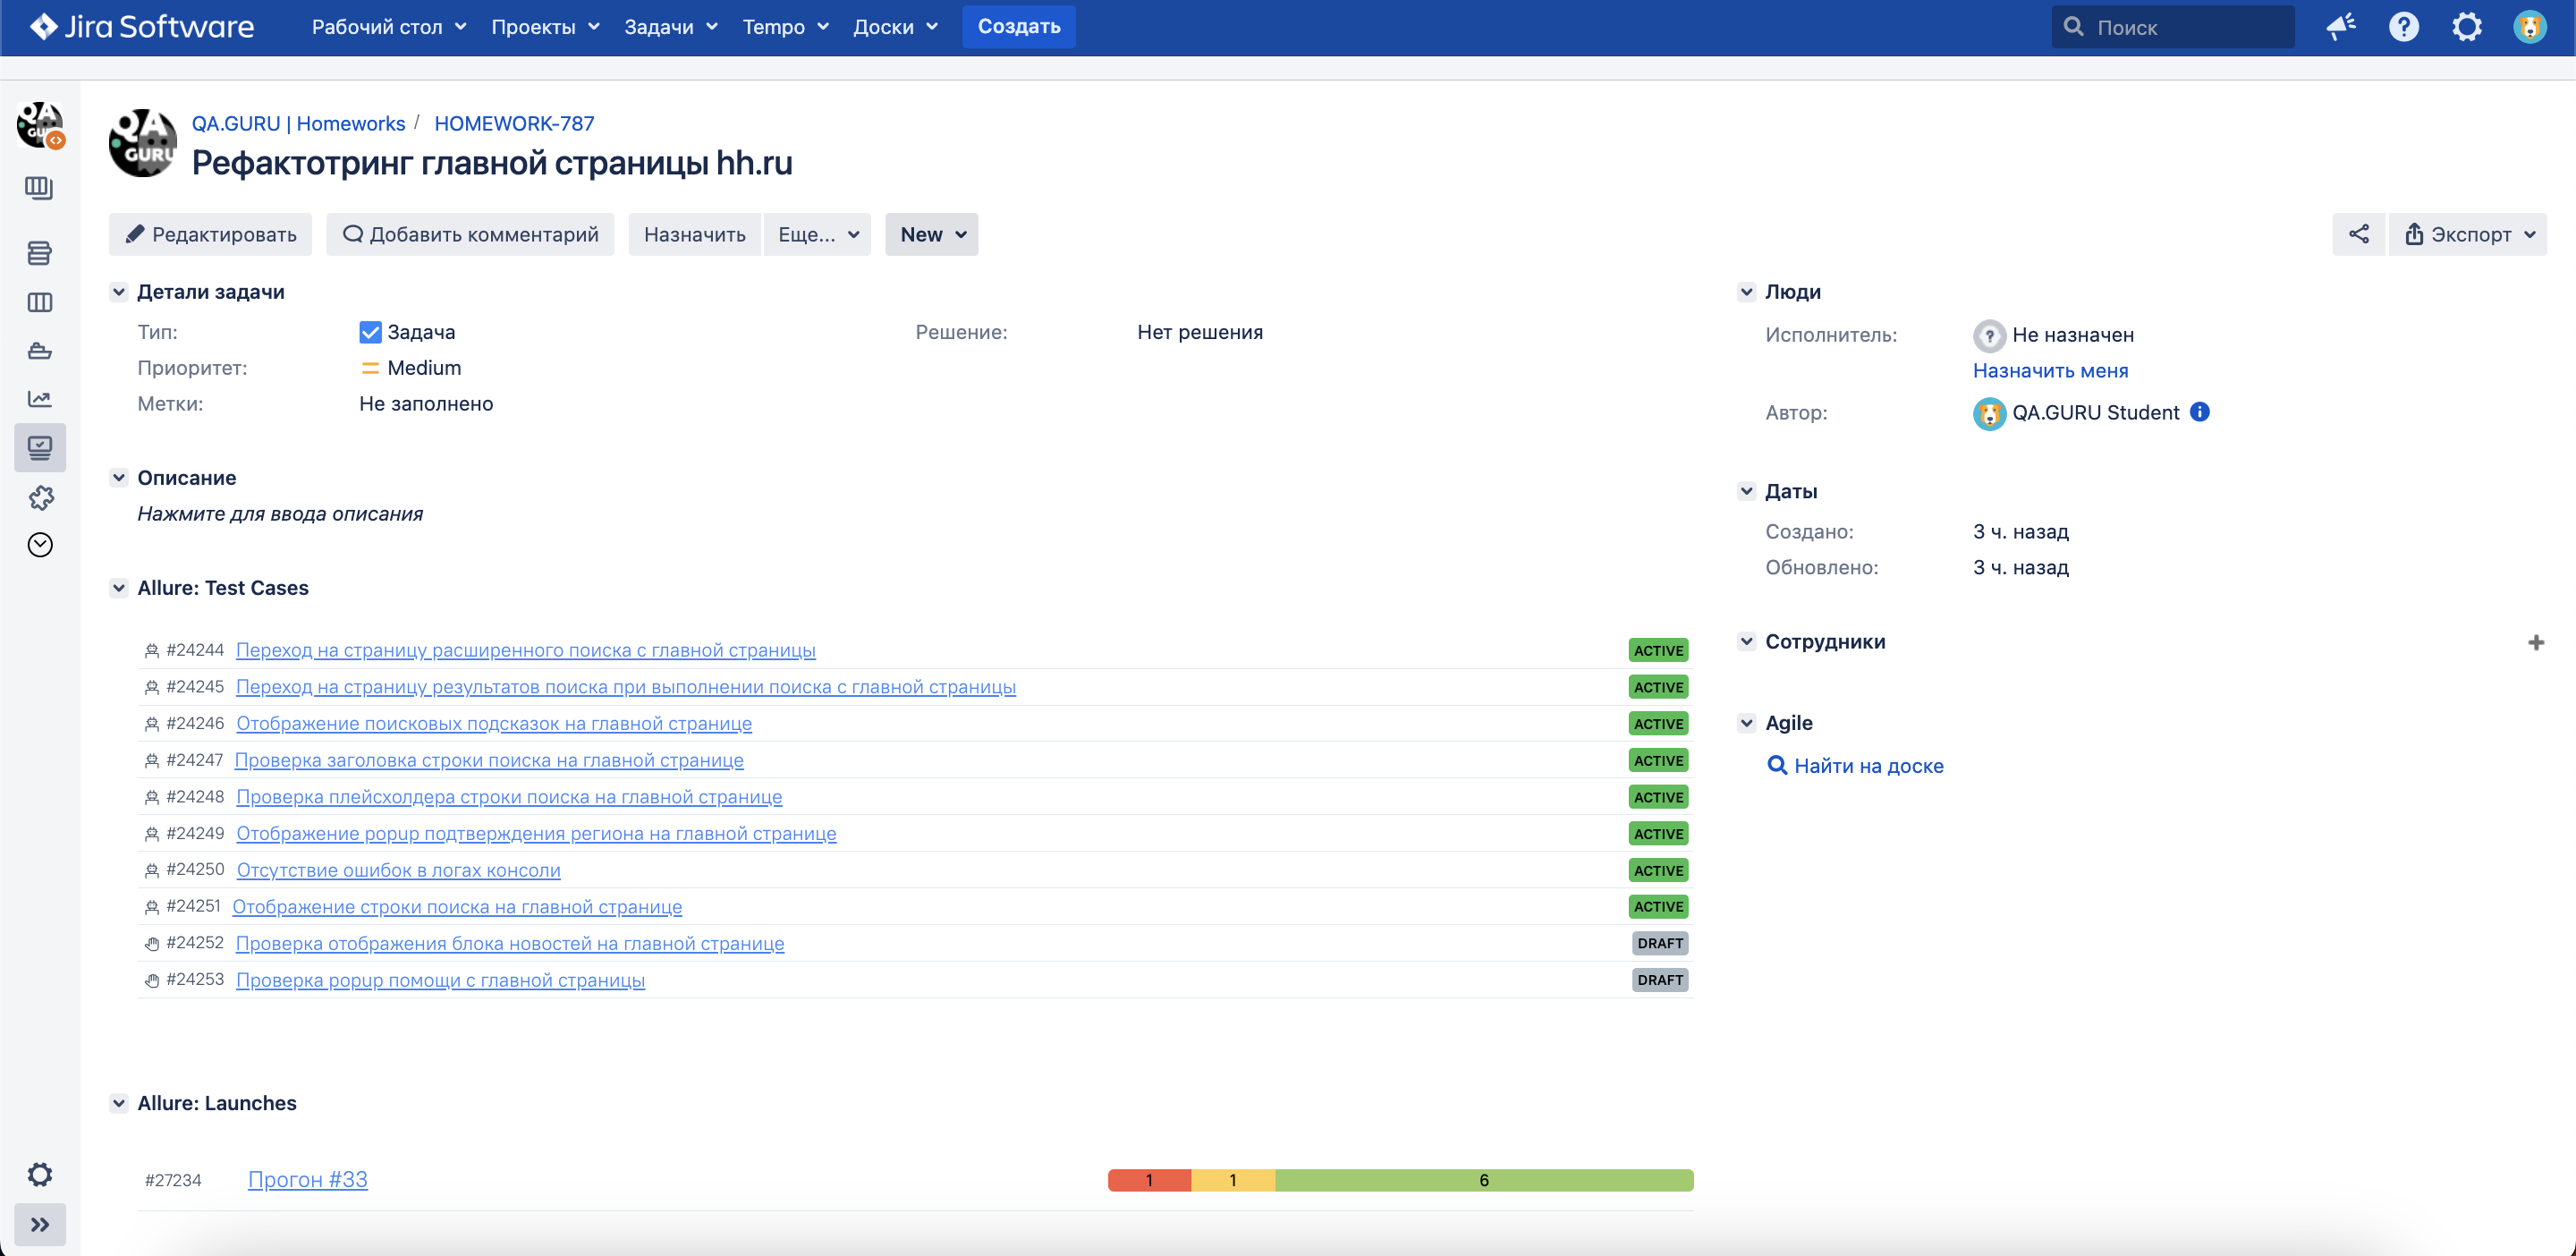 Jira Software Рабочий стол Проекты Задачи Tempo Доски Создать Поиск
QA.GURU | Homeworks / HOMEWORK-787
Рефактотринг главной страницы hh.ru
Редактировать Добавить комментарий Назначить Еще... New Экспорт
Детали задачи
Тип: Задача Решение: Нет решения
Приоритет: Medium
Метки: Не заполнено
Описание
Нажмите для ввода описания
Allure: Test Cases
#24244 Переход на страницу расширенного поиска с главной страницы ACTIVE
#24245 Переход на страницу результатов поиска при выполнении поиска с главной страницы ACTIVE
#24246 Отображение поисковых подсказок на главной странице ACTIVE
#24247 Проверка заголовка строки поиска на главной странице ACTIVE
#24248 Проверка плейсхолдера строки поиска на главной странице ACTIVE
#24249 Отображение popup подтверждения региона на главной странице ACTIVE
#24250 Отсутствие ошибок в логах консоли ACTIVE
#24251 Отображение строки поиска на главной странице ACTIVE
#24252 Проверка отображения блока новостей на главной странице DRAFT
#24253 Проверка popup помощи с главной страницы DRAFT
Allure: Launches
#27234 Прогон #33 1 1 6
Люди
Исполнитель: Не назначен
Назначить меня
Автор: QA.GURU Student
Даты
Создано: 3 ч. назад
Обновлено: 3 ч. назад
Сотрудники
Agile
Найти на доске